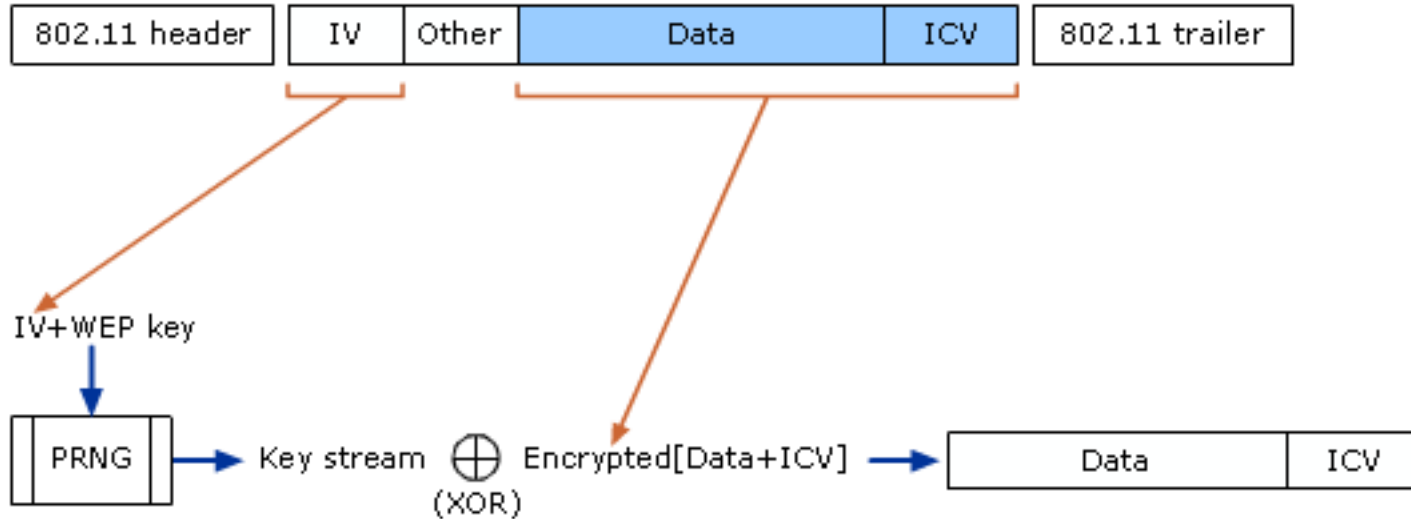 802.11 header IV Other Data ICV 802.11 trailer
IV+WEP key
PRNG Key stream Encrypted[Data+ICV] Data ICV
(XOR)